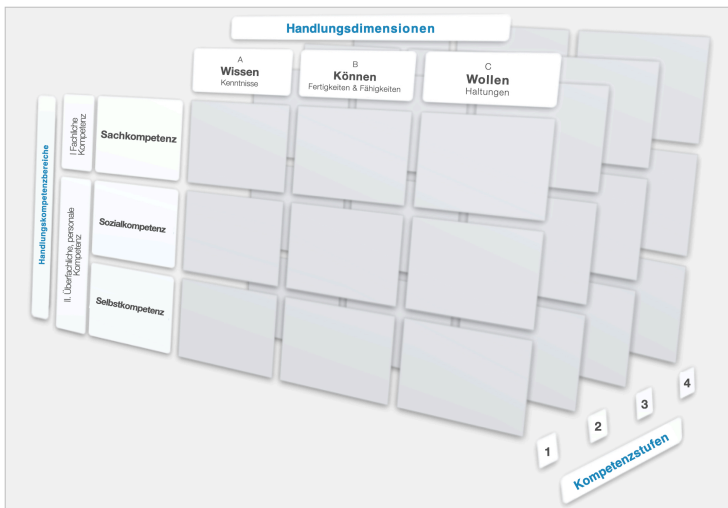 Handlungsdimensionen
A
Wissen
Kenntnisse
B
Können
Fertigkeiten & Fähigkeiten
C
Wollen
Haltungen
Handlungskompetenzbereiche
I Fachliche
Kompetenz
Sachkompetenz
II. Überfachliche, personale
Kompetenz
Sozialkompetenz
Selbstkompetenz
1
2
3
4
Kompetenzstufen